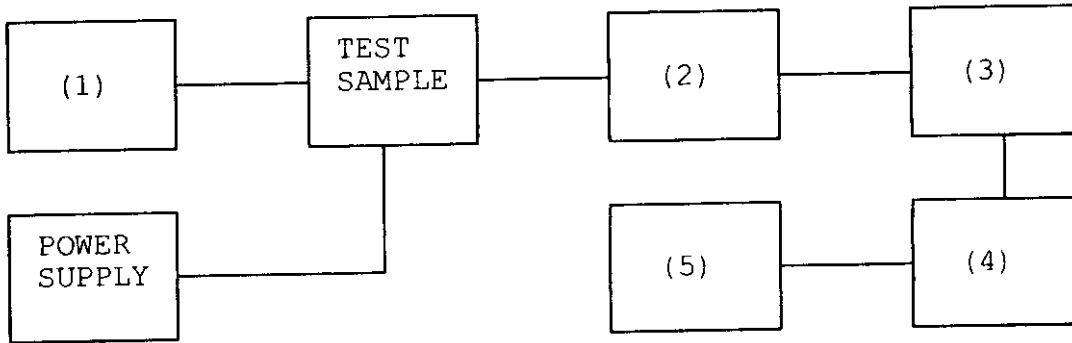 (1)
TEST
SAMPLE
(2)
(3)
POWER
SUPPLY
(5)
(4)